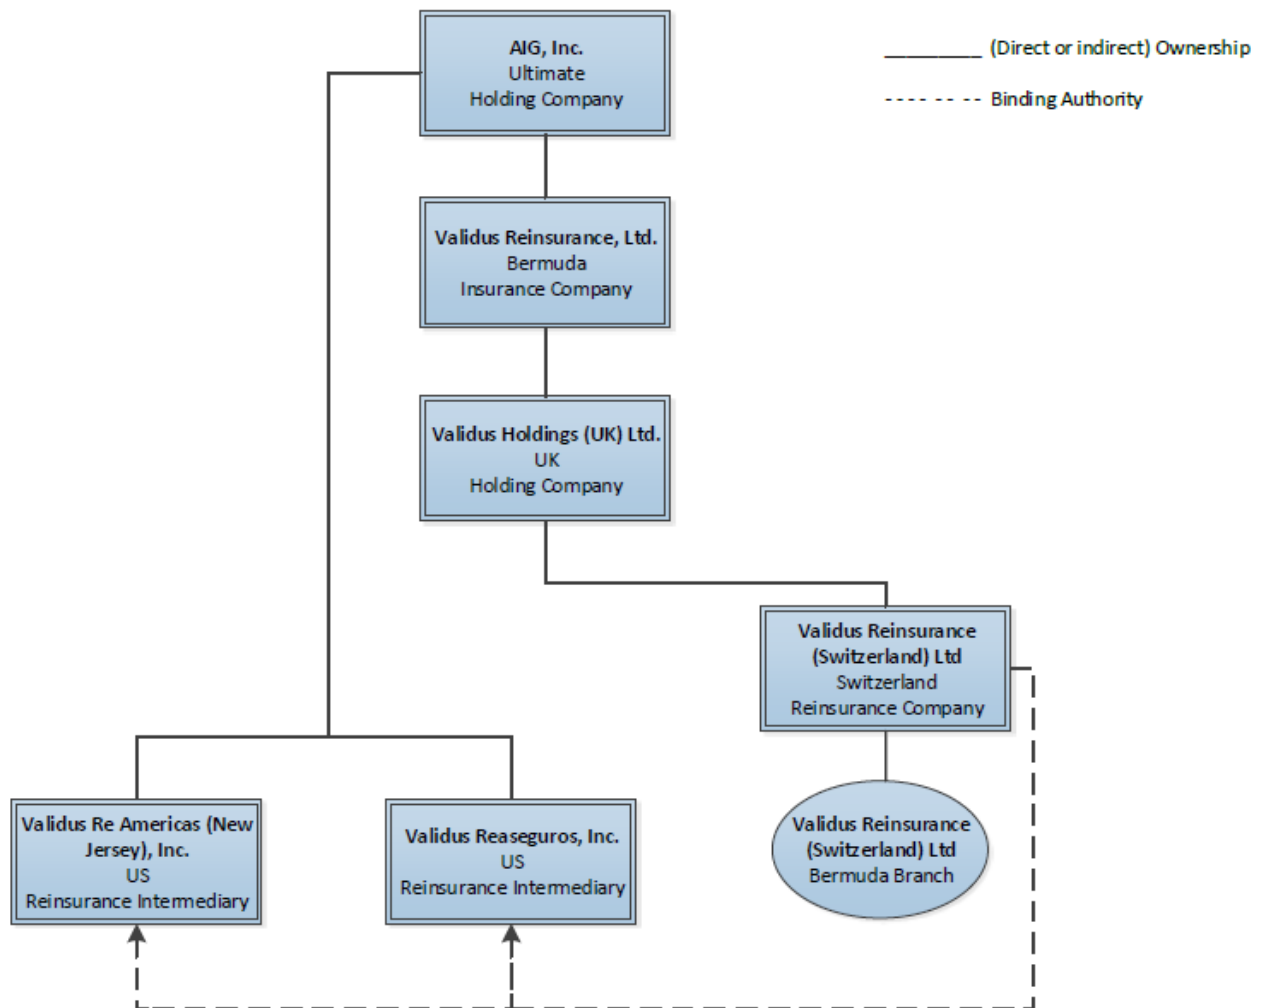 AIG, Inc.
Ultimate
Holding Company
(Direct or indirect) Ownership
Binding Authority
Validus Reinsurance, Ltd.
Bermuda
Insurance Company
Validus Holdings (UK) Ltd.
UK
Holding Company
Validus Reinsurance
(Switzerland) Ltd
Switzerland
Reinsurance Company
Validus Re Americas (New
Jersey), Inc.
US
Reinsurance Intermediary
Validus Reaseguros, Inc.
US
Reinsurance Intermediary
Validus Reinsurance
(Switzerland) Ltd
Bermuda Branch